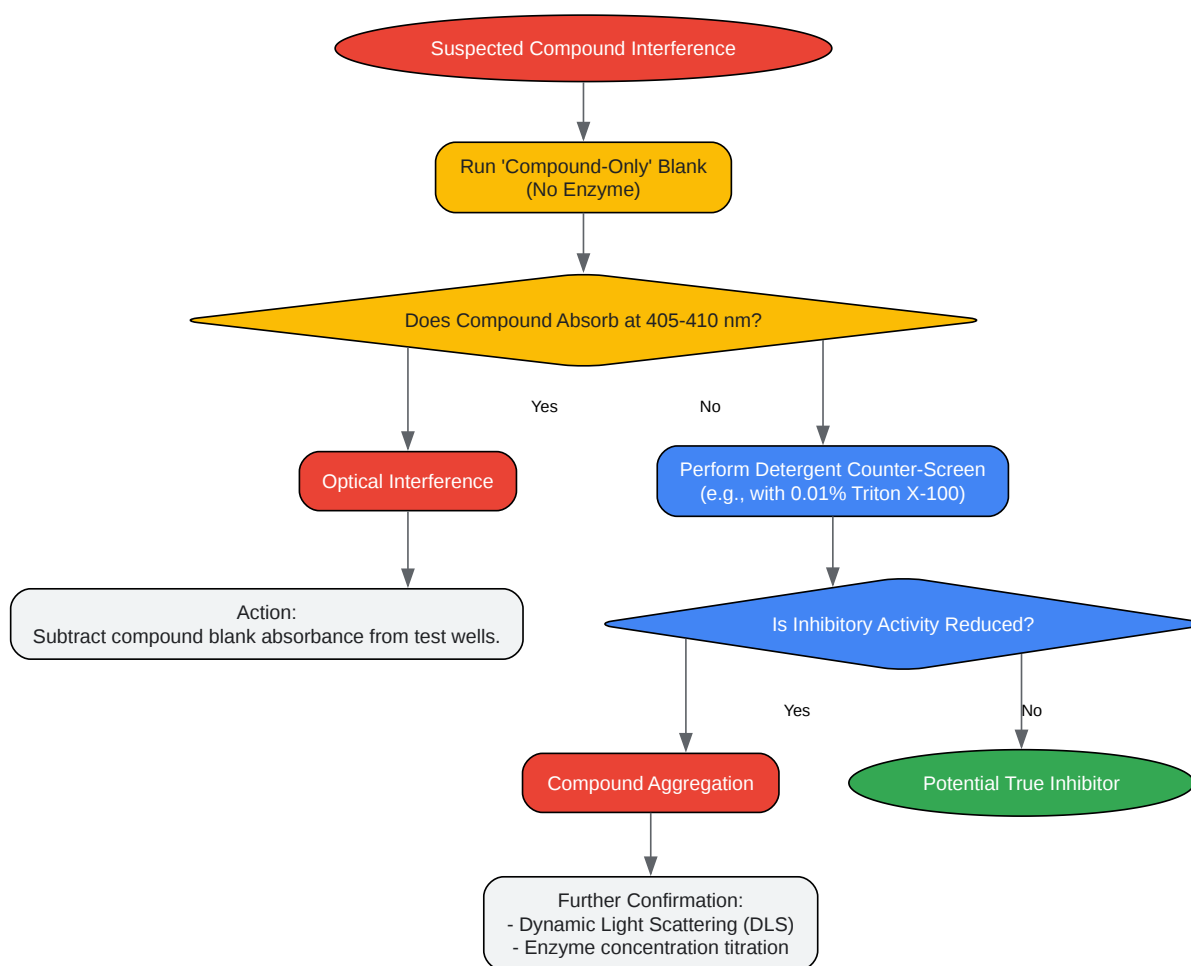 Suspected Compound Interference
Run 'Compound-Only' Blank
(No Enzyme)
Does Compound Absorb at 405-410 nm?
Yes
No
Optical Interference
Perform Detergent Counter-Screen
(e.g., with 0.01% Triton X-100)
Action:
Subtract compound blank absorbance from test wells.
Is Inhibitory Activity Reduced?
Yes
No
Compound Aggregation
Potential True Inhibitor
Further Confirmation:
- Dynamic Light Scattering (DLS)
- Enzyme concentration titration